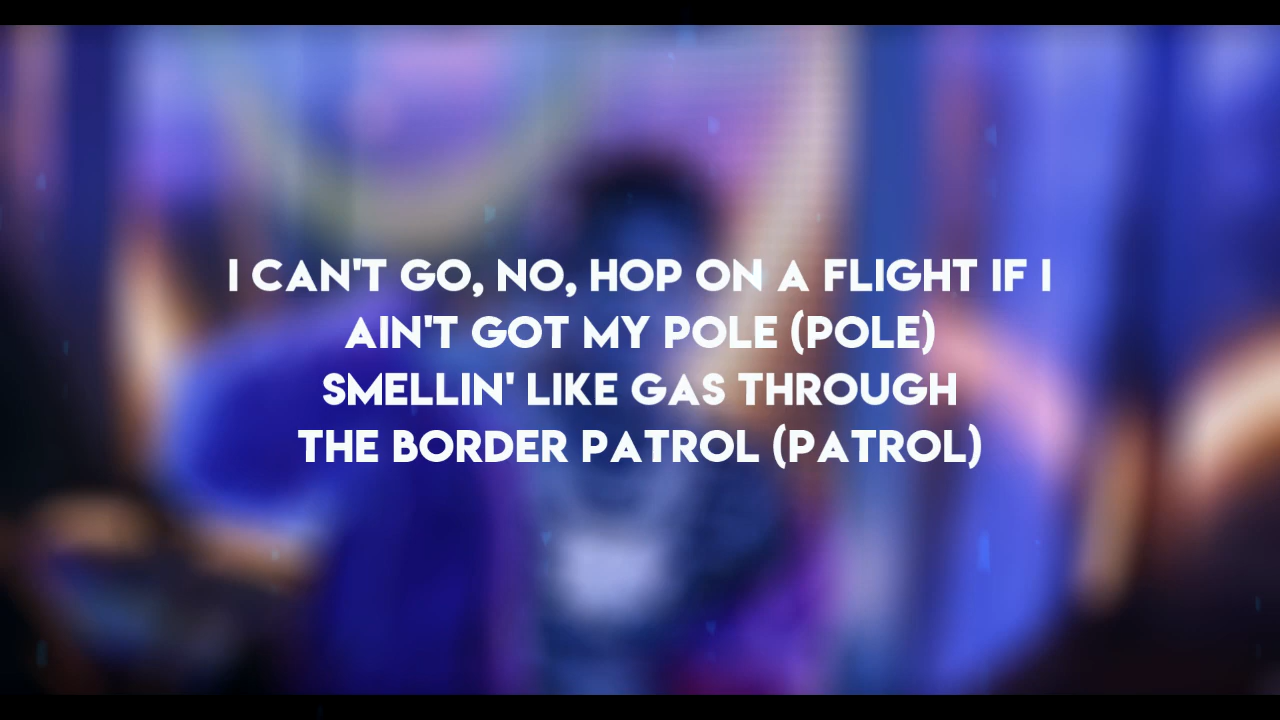 I CAN'T GO, NO, HOP ON A FLIGHT IF I
AIN'T GOT MY POLE (POLE)
SMELLIN' LIKE GAS THROUGH
THE BORDER PATROL (PATROL)